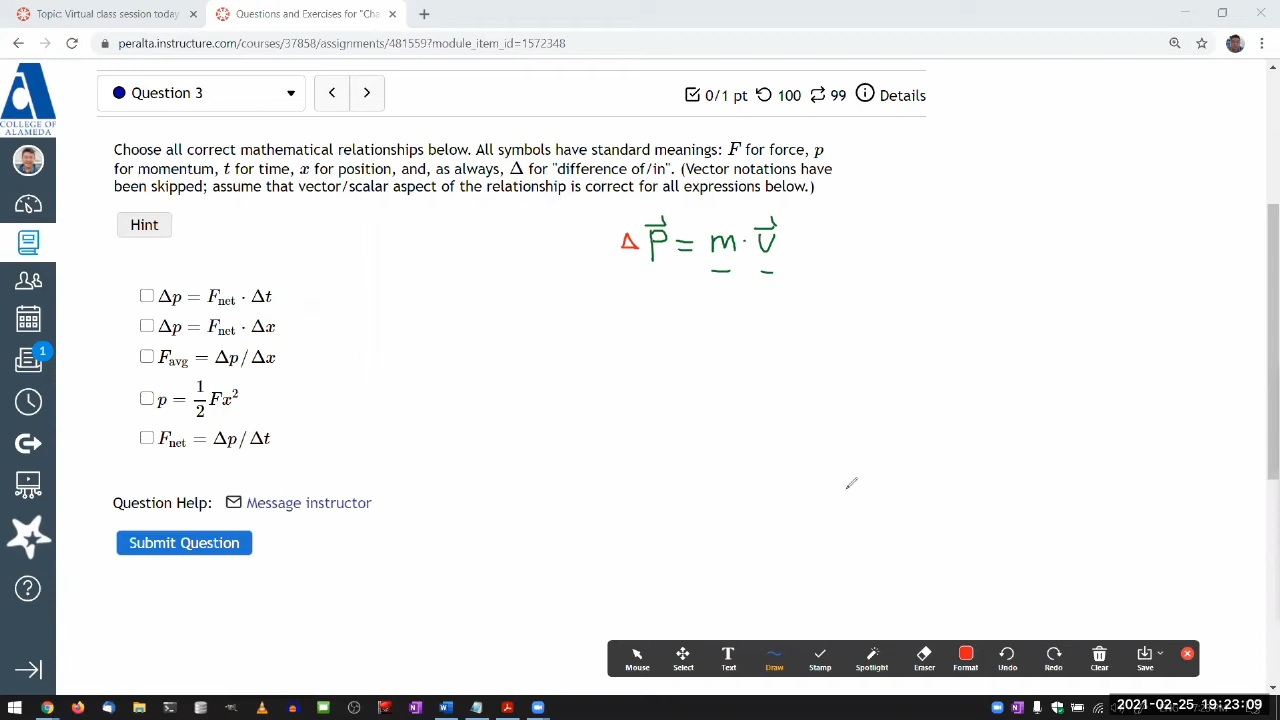 Topic: Virtual class session today
Questions and Exercises for "Cha
peralta.instructure.com/courses/37858/assignments/481559?module_item_id=1572348
COLLEGE OF
ALAMEDA
Question 3
0/1 pt 100 99 Details
Choose all correct mathematical relationships below. All symbols have standard meanings: F for force, p
for momentum, t for time, x for position, and, as always, Δ for "difference of/in". (Vector notations have
been skipped; assume that vector/scalar aspect of the relationship is correct for all expressions below.)
Hint
Δ p⃗ = m · v⃗
Δp = F_net · Δt
Δp = F_net · Δx
F_avg = Δp/Δx
p = 1/2 Fx²
F_net = Δp/Δt
1
Question Help: Message instructor
Submit Question
Mouse Select Text Draw Stamp Spotlight Eraser Format Undo Redo Clear Save
2021-02-25 19:23:09